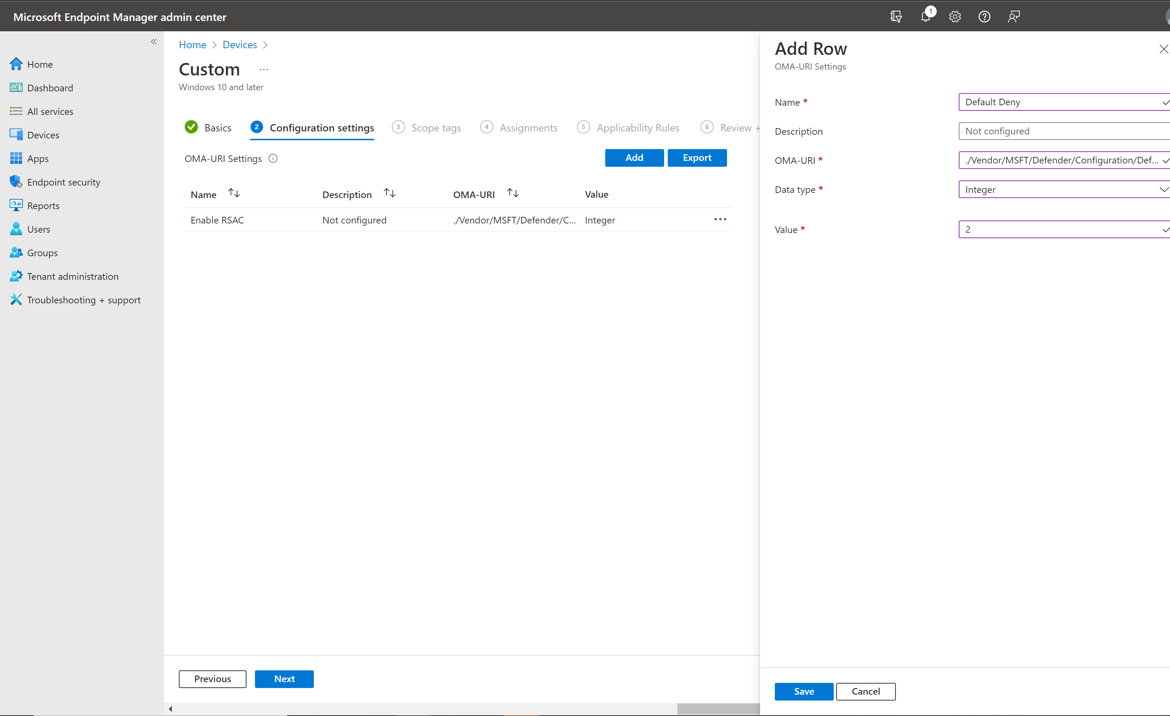 Microsoft Endpoint Manager admin center
1
«
Home
Dashboard
All services
Devices
Apps
Endpoint security
Reports
Users
Groups
Tenant administration
Troubleshooting + support
Home > Devices >
Custom ...
Windows 10 and later
Basics
2 Configuration settings
3 Scope tags
4 Assignments
5 Applicability Rules
6 Review +
OMA-URI Settings
Add
Export
Name
Description
OMA-URI
Value
Enable RSAC
Not configured
./Vendor/MSFT/Defender/C...
Integer
...
Previous
Next
Add Row
OMA-URI Settings
Name *
Default Deny
Description
Not configured
OMA-URI *
./Vendor/MSFT/Defender/Configuration/Def...
Data type *
Integer
Value *
2
Save
Cancel